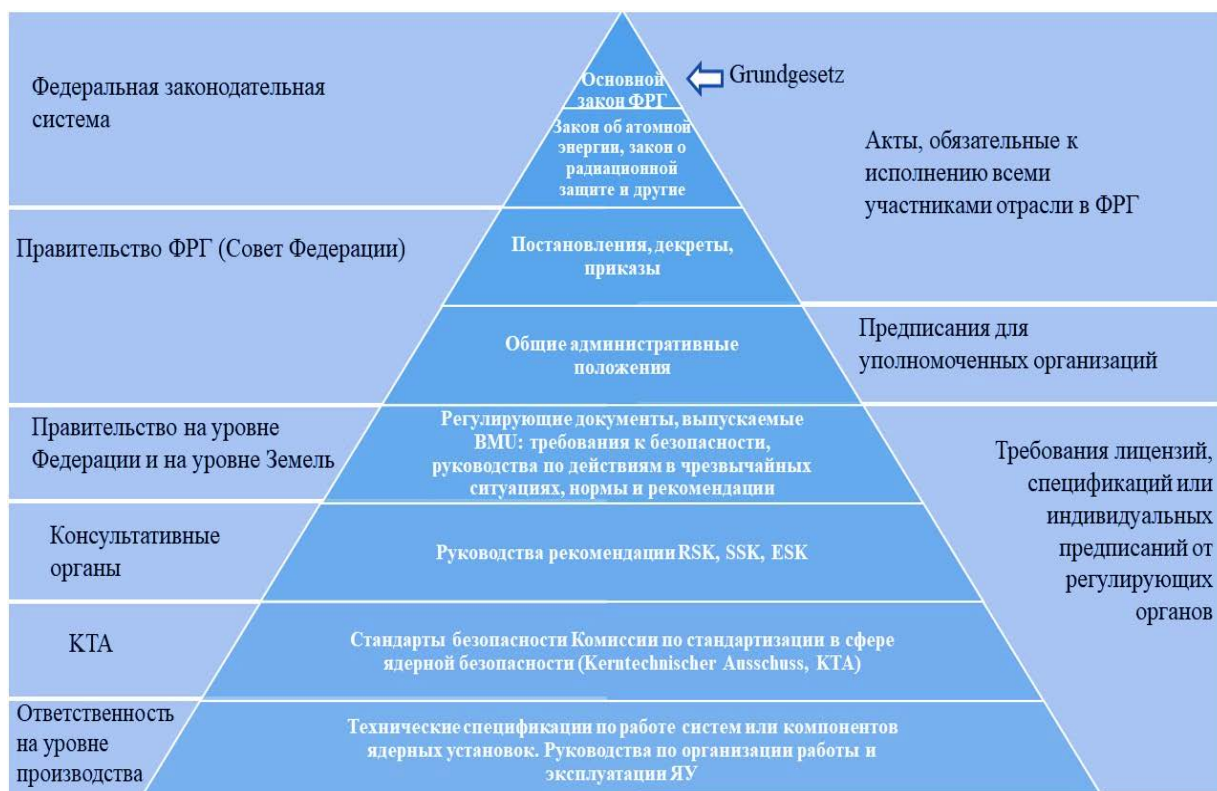 Федеральная законодательная
система
Основной
закон ФРГ
Grundgesetz
Закон об атомной
энергии, закон о
радиационной
защите и другие
Акты, обязательные к
исполнению всеми
участниками отрасли в ФРГ
Правительство ФРГ (Совет Федерации)
Постановления, декреты,
приказы
Общие административные
положения
Предписания для
уполномоченных организаций
Правительство на уровне
Федерации и на уровне Земель
Регулирующие документы, выпускаемые
BMU: требования к безопасности,
руководства по действиям в чрезвычайных
ситуациях, нормы и рекомендации
Требования лицензий,
спецификаций или
индивидуальных
предписаний от
регулирующих
органов
Консультативные
органы
Руководства рекомендации RSK, SSK, ESK
KTA
Стандарты безопасности Комиссии по стандартизации в сфере
ядерной безопасности (Kerntechnischer Ausschuss, KTA)
Ответственность
на уровне
производства
Технические спецификации по работе систем или компонентов
ядерных установок. Руководства по организации работы и
эксплуатации ЯУ